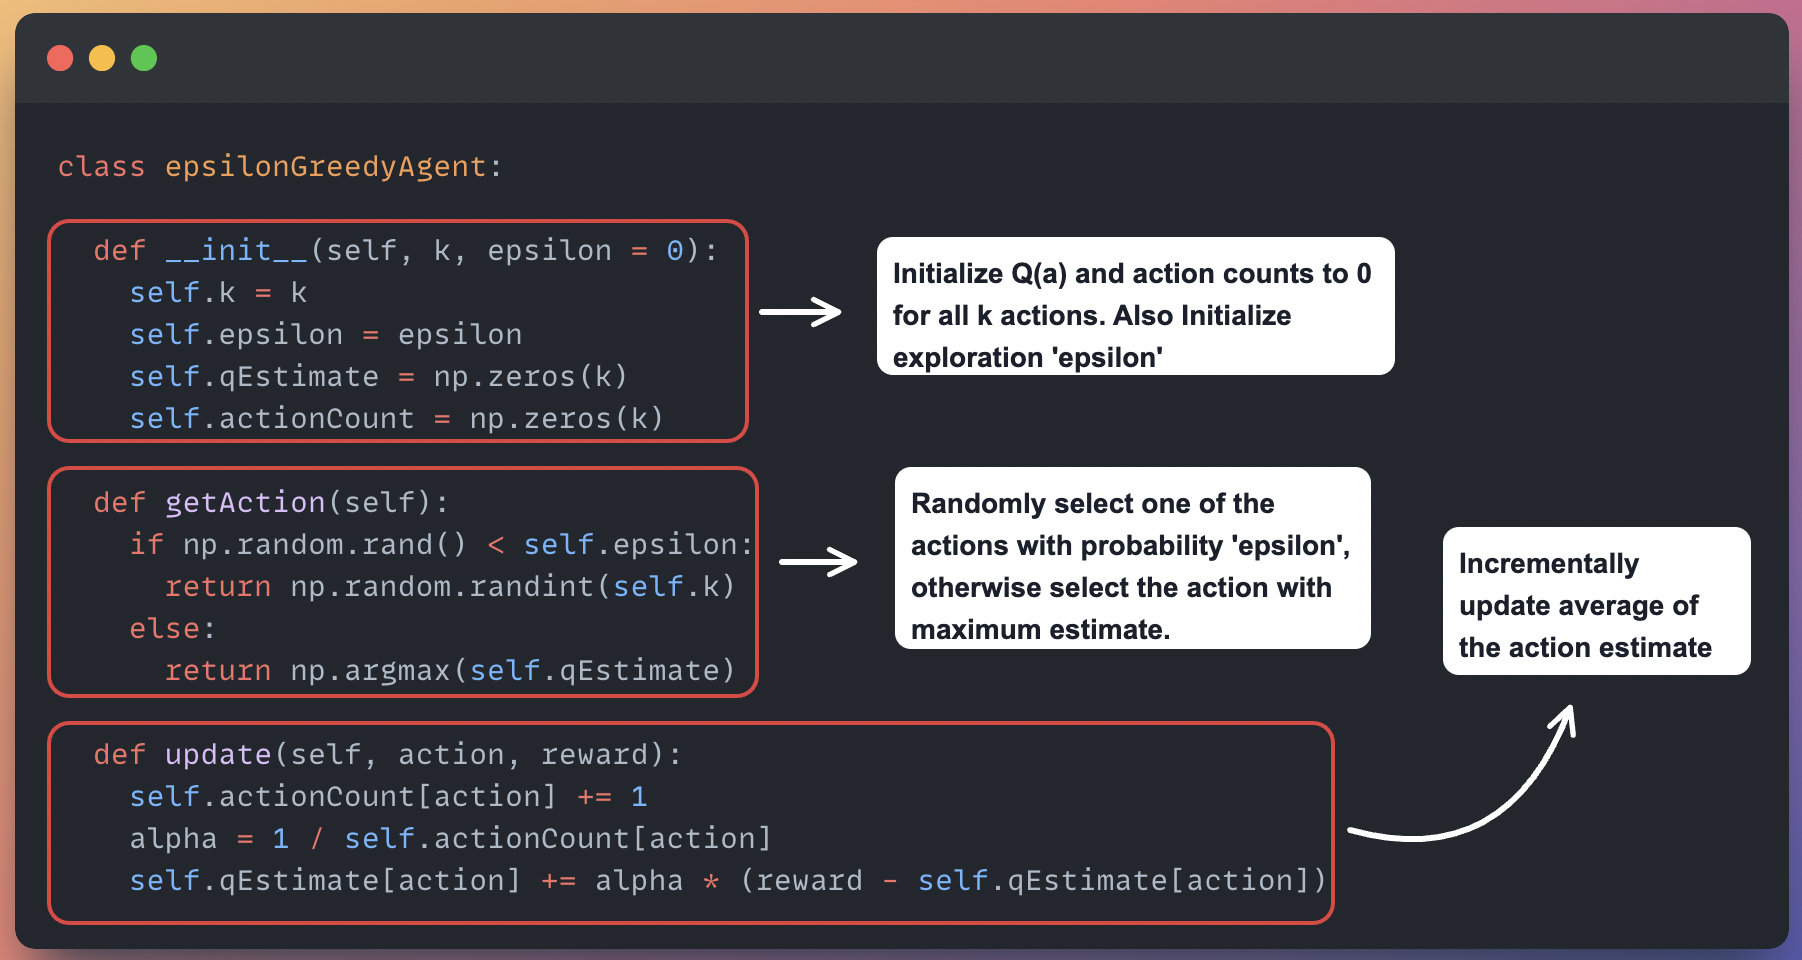 class epsilonGreedyAgent:
def __init__(self, k, epsilon = 0):
self.k = k
self.epsilon = epsilon
self.qEstimate = np.zeros(k)
self.actionCount = np.zeros(k)
Initialize Q(a) and action counts to 0
for all k actions. Also Initialize
exploration 'epsilon'
def getAction(self):
if np.random.rand() < self.epsilon:
return np.random.randint(self.k)
else:
return np.argmax(self.qEstimate)
Randomly select one of the
actions with probability 'epsilon',
otherwise select the action with
maximum estimate.
def update(self, action, reward):
self.actionCount[action] += 1
alpha = 1 / self.actionCount[action]
self.qEstimate[action] += alpha * (reward - self.qEstimate[action])
Incrementally
update average of
the action estimate